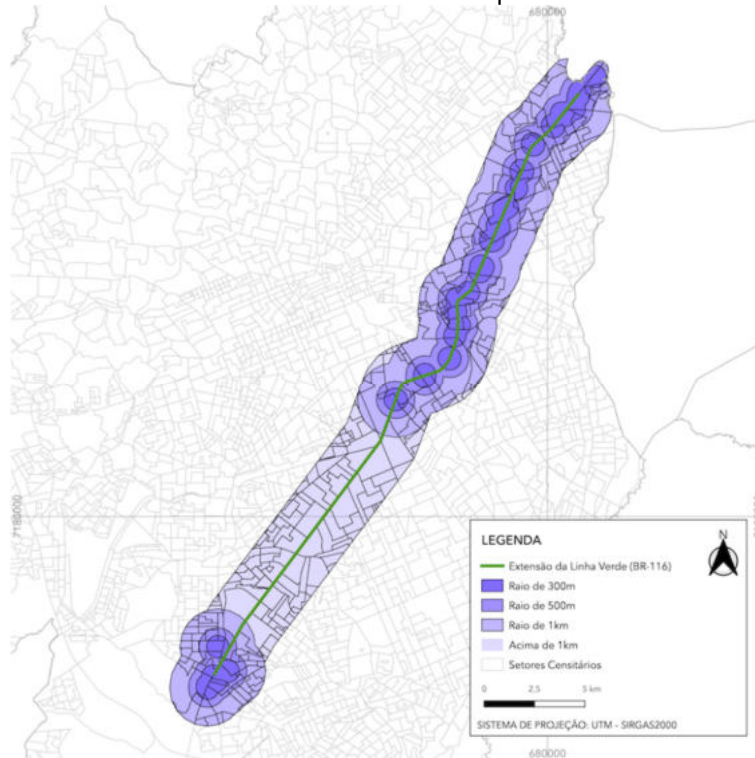 680000
7180000
LEGENDA
N
Extensão da Linha Verde (BR-116)
Raio de 300m
Raio de 500m
Raio de 1km
Acima de 1km
Setores Censitários
0 2,5 5 km
SISTEMA DE PROJEÇÃO: UTM - SIRGAS2000
680000